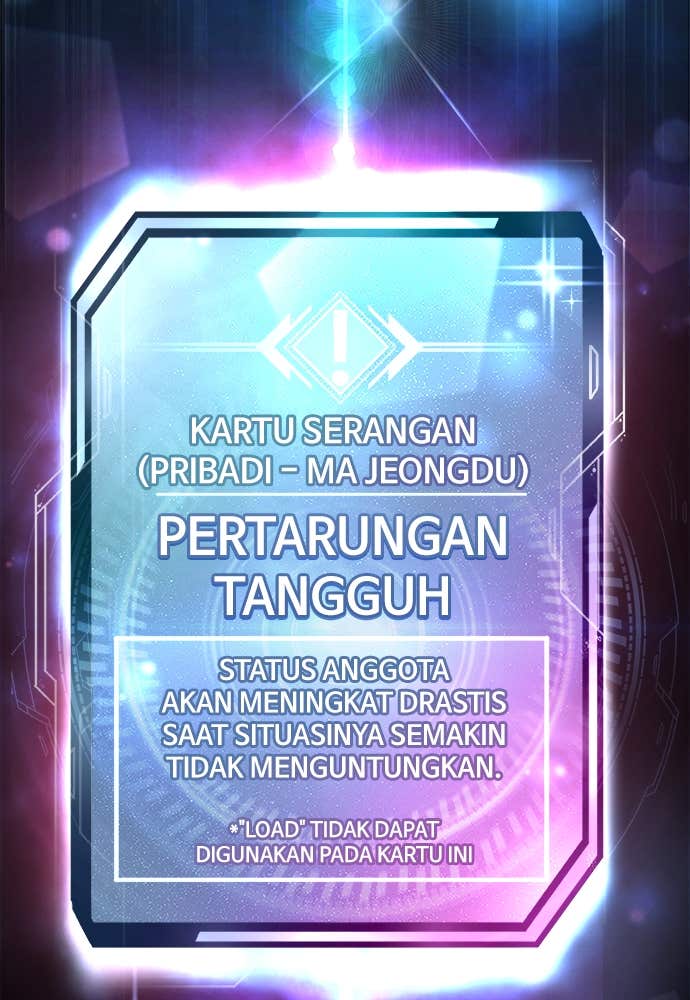 !
KARTU SERANGAN
(PRIBADI - MA JEONGDU)
PERTARUNGAN
TANGGUH
STATUS ANGGOTA
AKAN MENINGKAT DRASTIS
SAAT SITUASINYA SEMAKIN
TIDAK MENGUNTUNGKAN.
*"LOAD" TIDAK DAPAT
DIGUNAKAN PADA KARTU INI